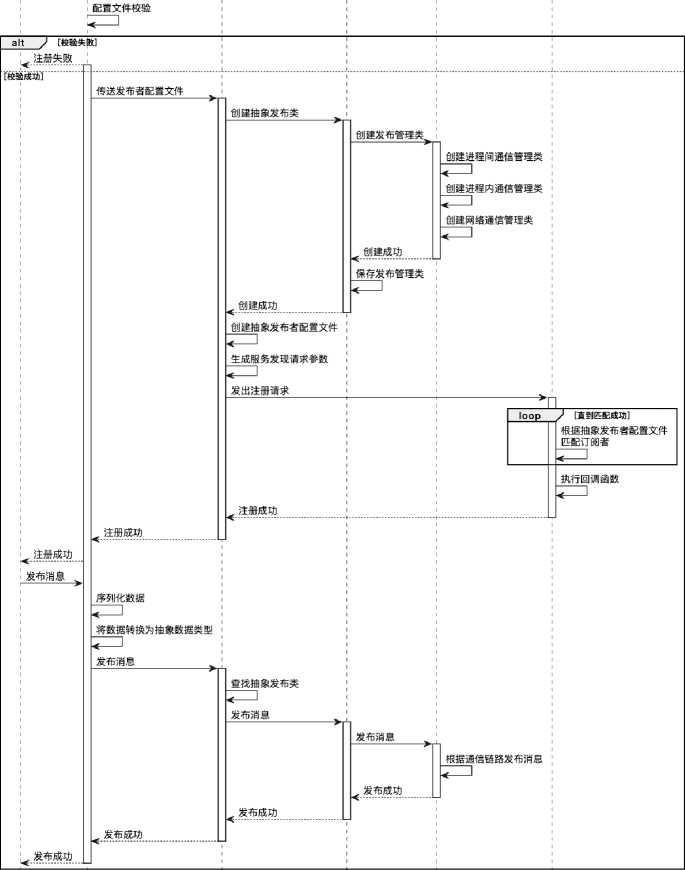 配置文件校验
alt
[校验失败]
注册失败
[校验成功]
传送发布者配置文件
创建抽象发布类
创建发布管理类
创建进程间通信管理类
创建进程内通信管理类
创建网络通信管理类
创建成功
保存发布管理类
创建成功
创建抽象发布者配置文件
生成服务发现请求参数
发出注册请求
loop
[直到匹配成功]
根据抽象发布者配置文件
匹配订阅者
执行回调函数
注册成功
注册成功
注册成功
发布消息
序列化数据
将数据转换为抽象数据类型
发布消息
查找抽象发布类
发布消息
发布消息
根据通信链路发布消息
发布成功
发布成功
发布成功
发布成功